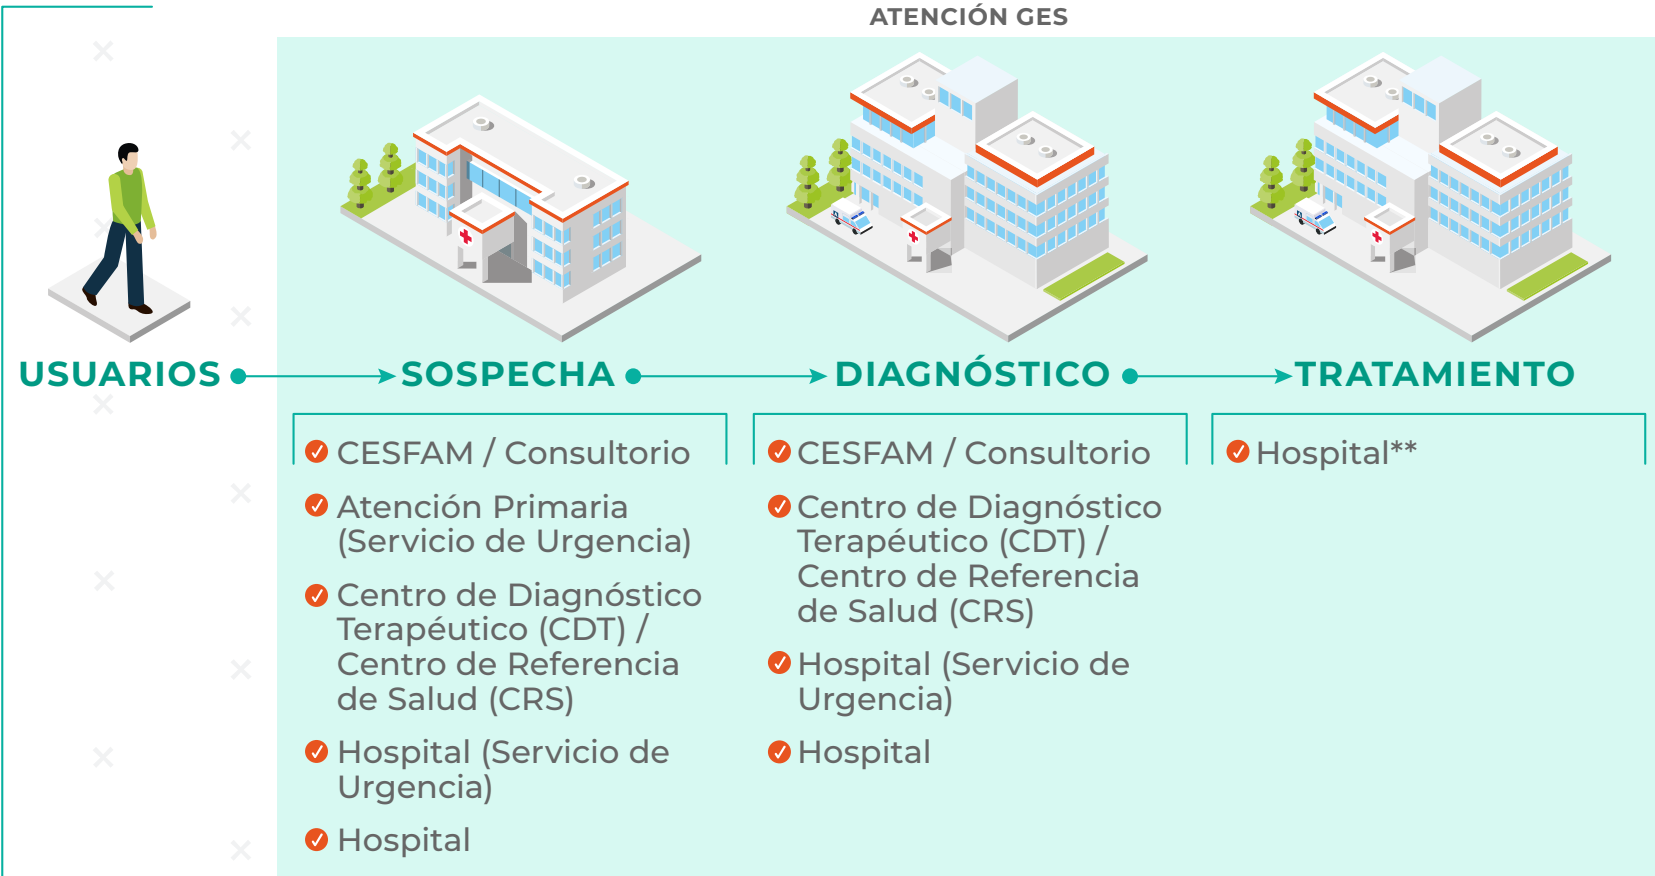 ATENCIÓN GES
USUARIOS
SOSPECHA
DIAGNÓSTICO
TRATAMIENTO
CESFAM / Consultorio
Atención Primaria
(Servicio de Urgencia)
Centro de Diagnóstico
Terapéutico (CDT) /
Centro de Referencia
de Salud (CRS)
Hospital (Servicio de
Urgencia)
Hospital
CESFAM / Consultorio
Centro de Diagnóstico
Terapéutico (CDT) /
Centro de Referencia
de Salud (CRS)
Hospital (Servicio de
Urgencia)
Hospital
Hospital**